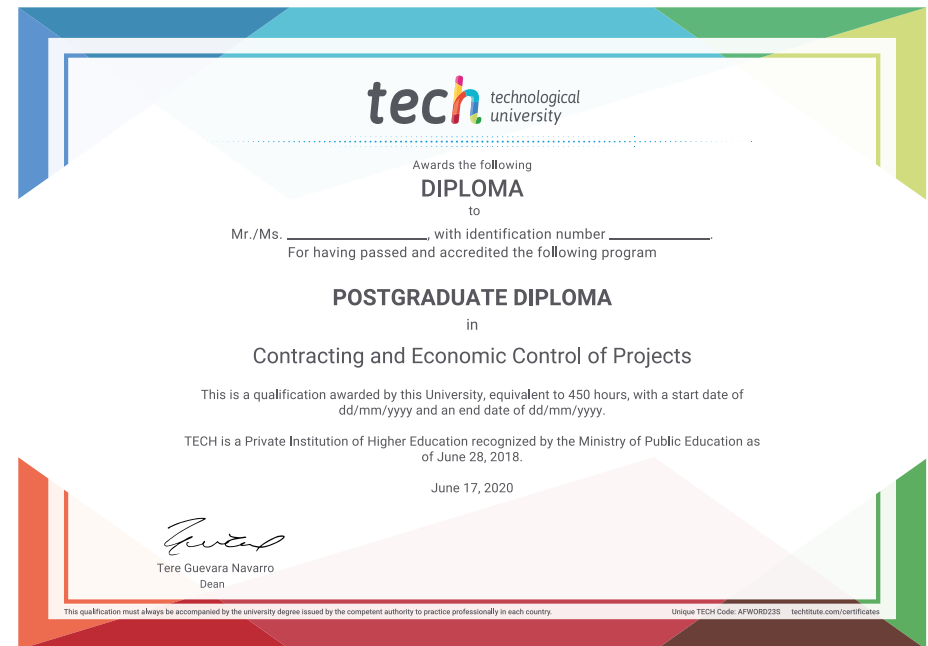 tech technological
university
Awards the following
DIPLOMA
to
Mr./Ms. ____________________, with identification number ______________.
For having passed and accredited the following program
POSTGRADUATE DIPLOMA
in
Contracting and Economic Control of Projects
This is a qualification awarded by this University, equivalent to 450 hours, with a start date of
dd/mm/yyyy and an end date of dd/mm/yyyy.
TECH is a Private Institution of Higher Education recognized by the Ministry of Public Education as
of June 28, 2018.
June 17, 2020
Tere Guevara Navarro
Dean
This qualification must always be accompanied by the university degree issued by the competent authority to practice professionally in each country.
Unique TECH Code: AFWORD23S techtitute.com/certificates